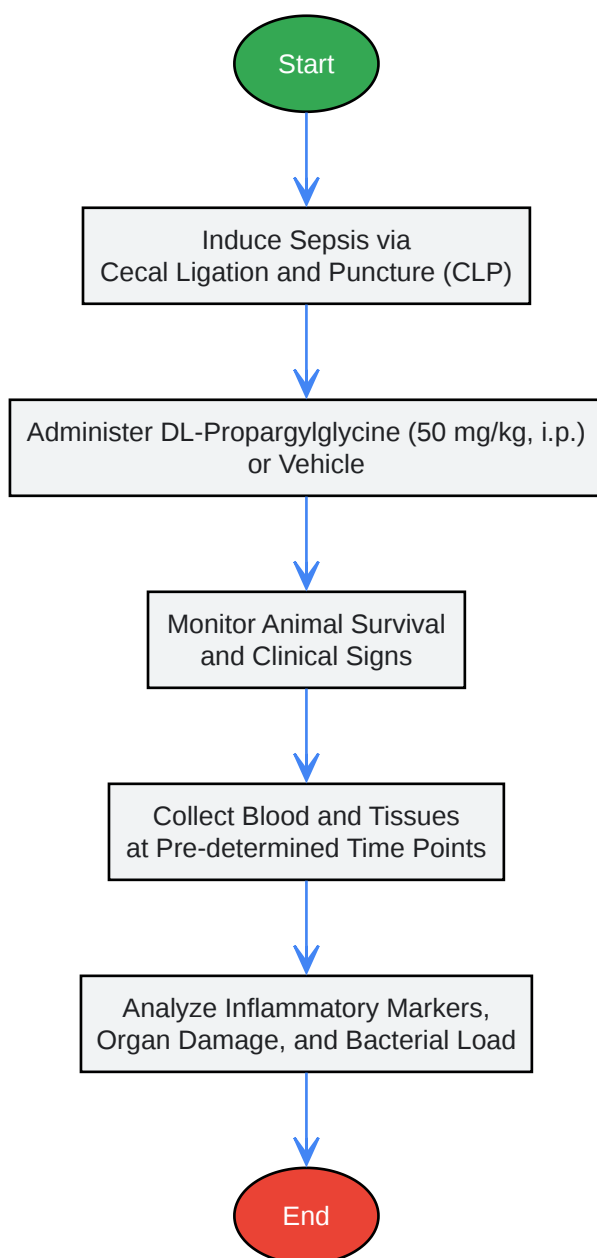 Start
Induce Sepsis via
Cecal Ligation and Puncture (CLP)
Administer DL-Propargylglycine (50 mg/kg, i.p.)
or Vehicle
Monitor Animal Survival
and Clinical Signs
Collect Blood and Tissues
at Pre-determined Time Points
Analyze Inflammatory Markers,
Organ Damage, and Bacterial Load
End